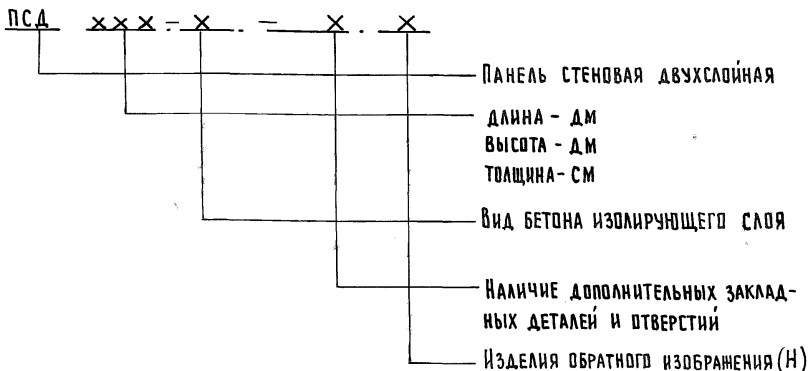 ПСД ХХХ-Х.-Х.Х
ПАНЕЛЬ СТЕНОВАЯ ДВУХСЛОЙНАЯ
ДЛИНА - ДМ
ВЫСОТА - ДМ
ТОЛЩИНА - СМ
ВИД БЕТОНА ИЗОЛИРУЮЩЕГО СЛОЯ
НАЛИЧИЕ ДОПОЛНИТЕЛЬНЫХ ЗАКЛАД-
НЫХ ДЕТАЛЕЙ И ОТВЕРСТИЙ
ИЗДЕЛИЯ ОБРАТНОГО ИЗОБРАЖЕНИЯ (Н)